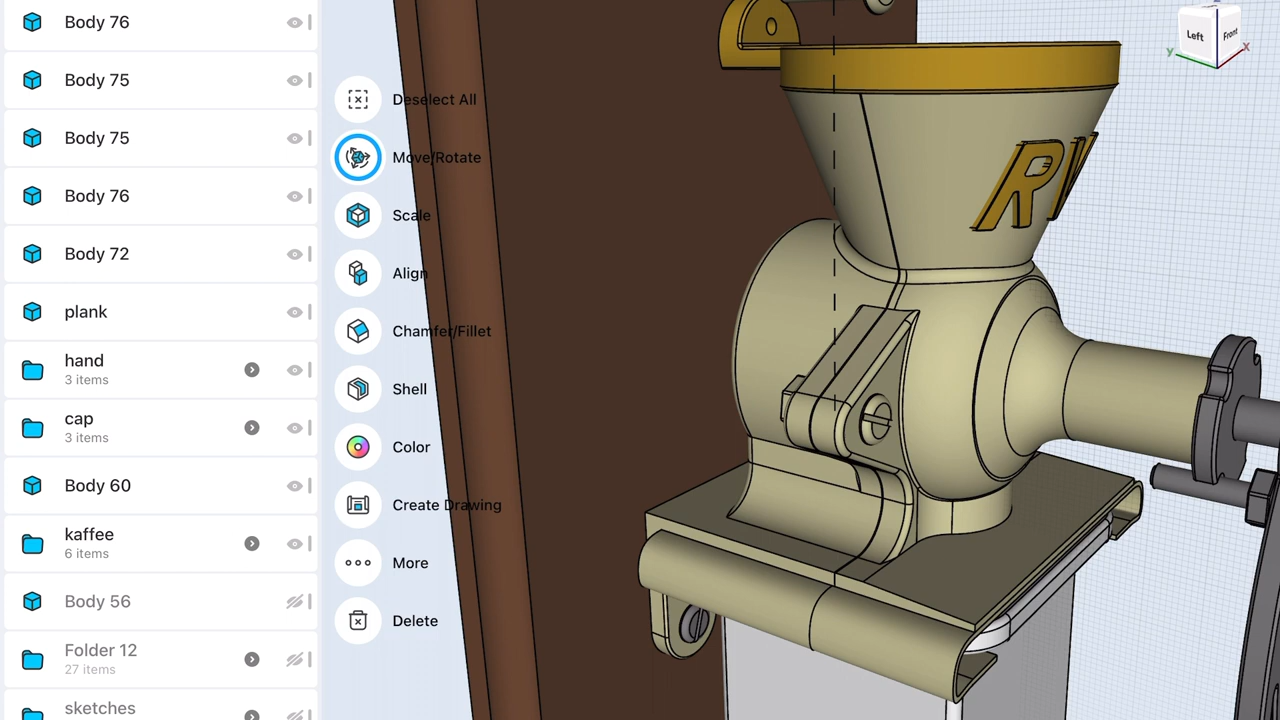 Body 76
Body 75
Body 75
Body 76
Body 72
plank
hand
3 items
cap
3 items
Body 60
kaffee
6 items
Body 56
Folder 12
27 items
sketches
Deselect All
Move/Rotate
Scale
Align
Chamfer/Fillet
Shell
Color
Create Drawing
More
Delete
Left
Front
Y
X